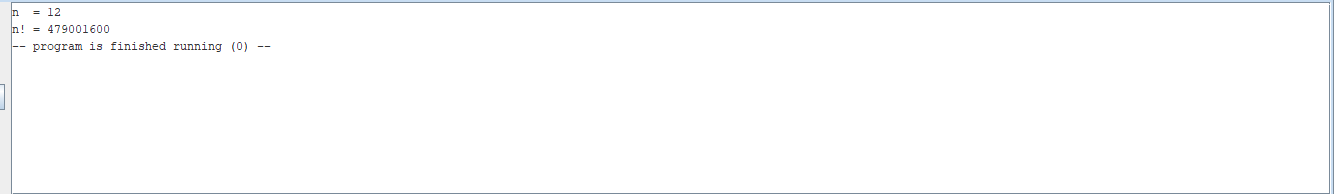 n  = 12
n! = 479001600
-- program is finished running (0) --